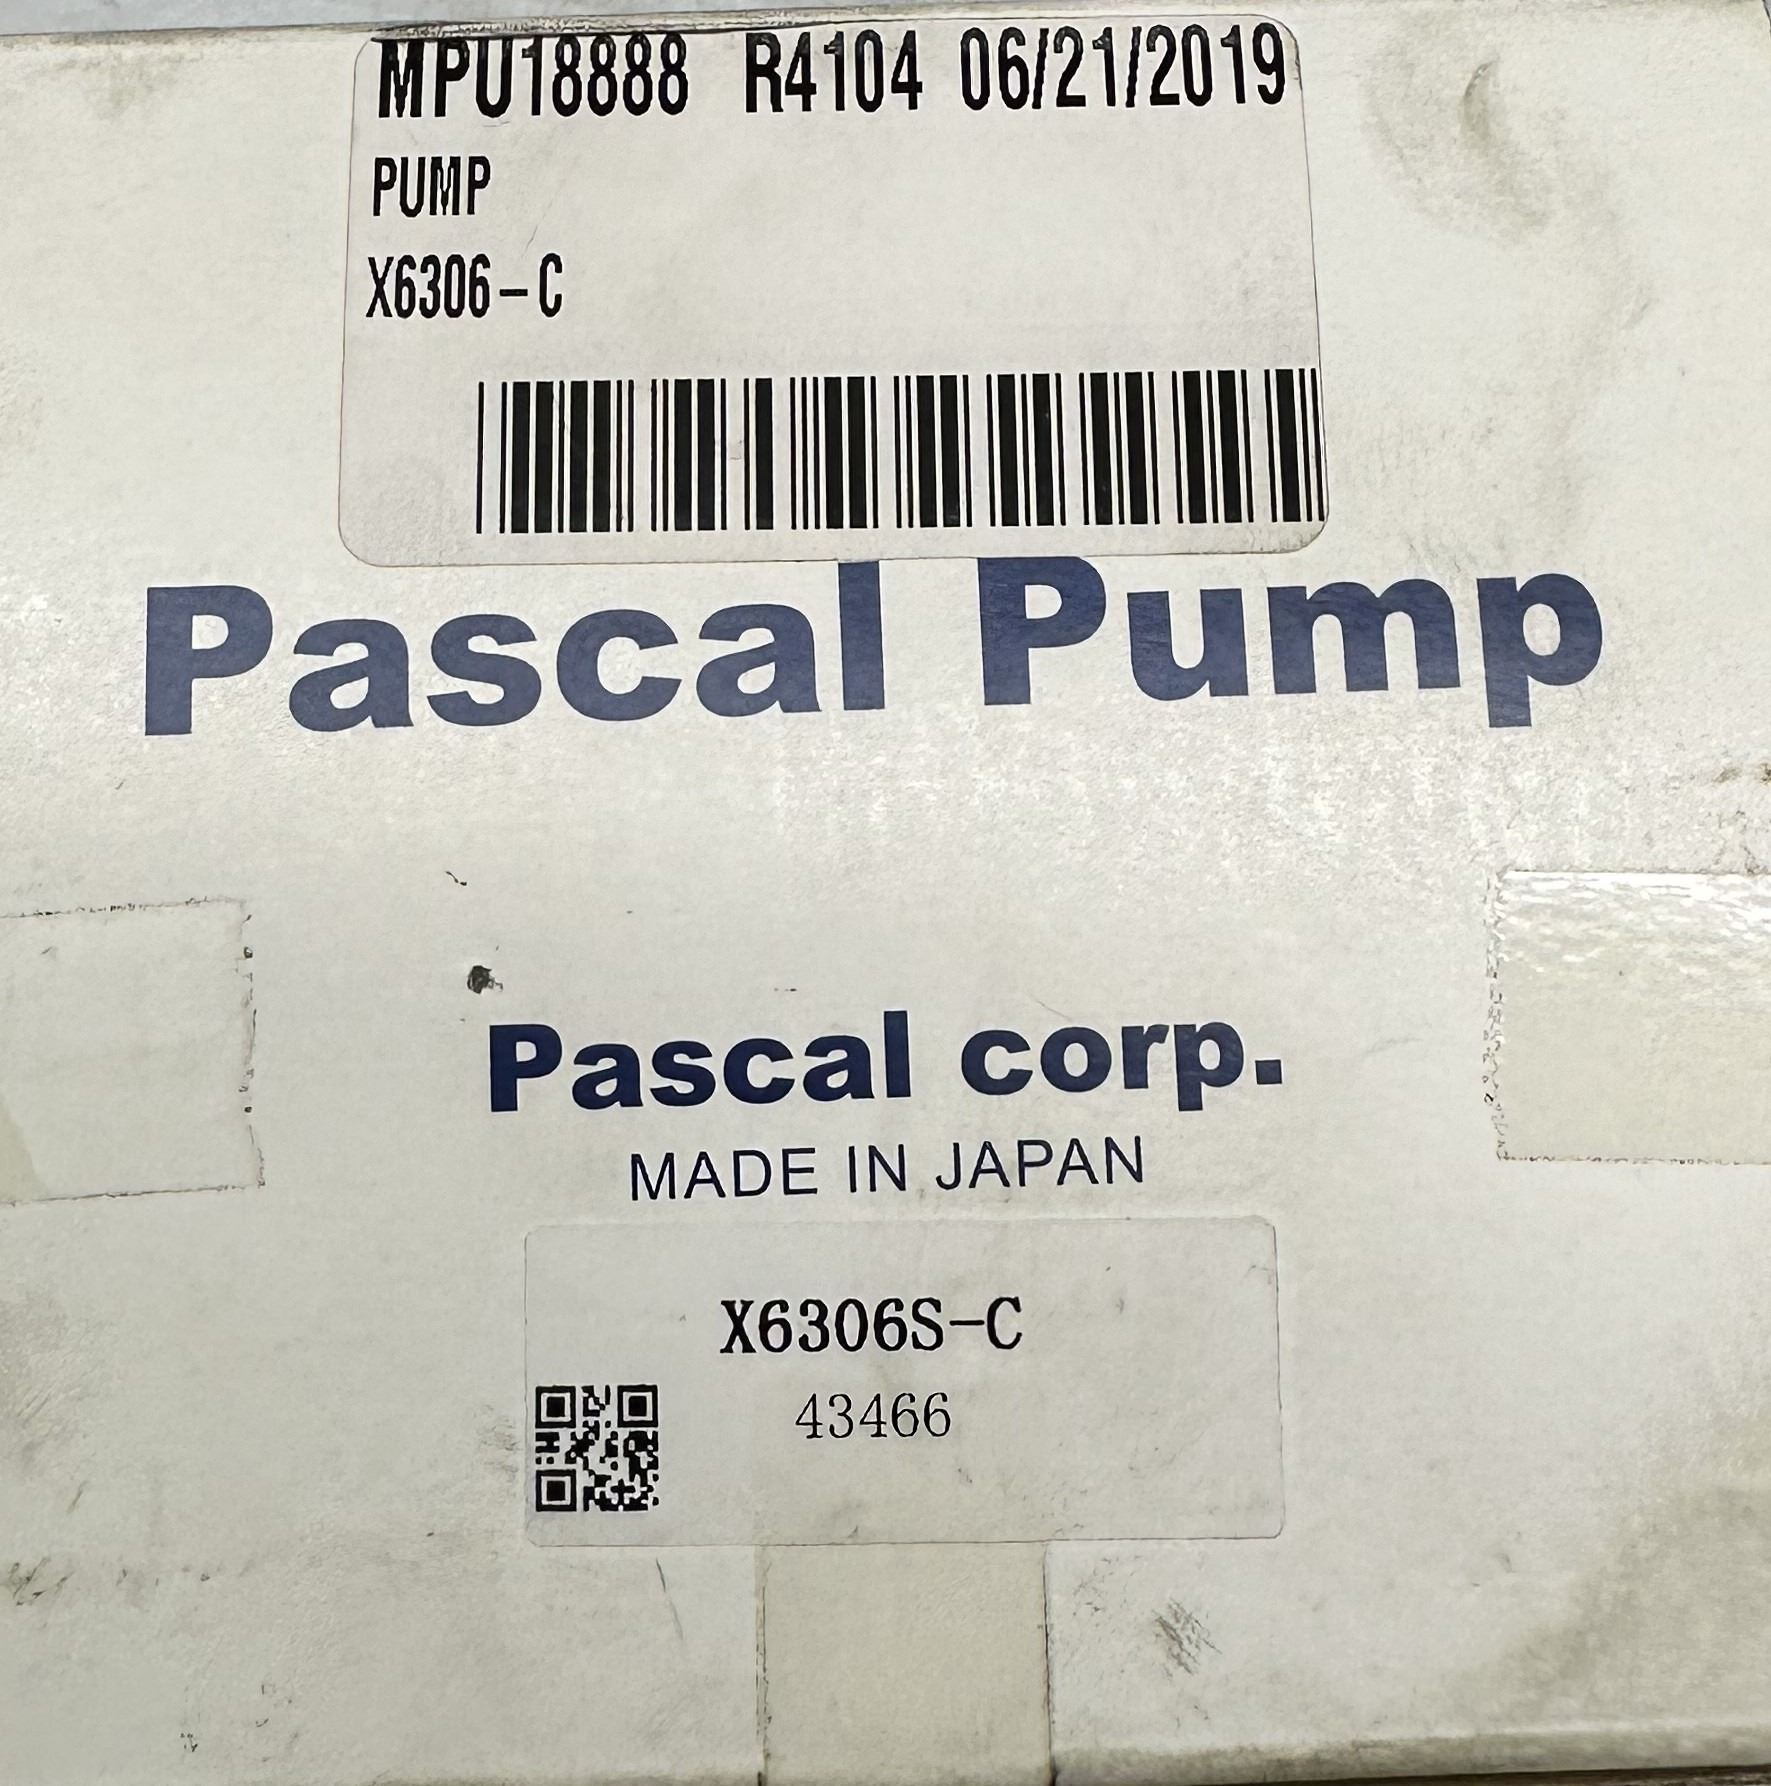 MPU18888 R4104 06/21/2019
PUMP
X6306-C
Pascal Pump
Pascal corp.
MADE IN JAPAN
X6306S-C
43466